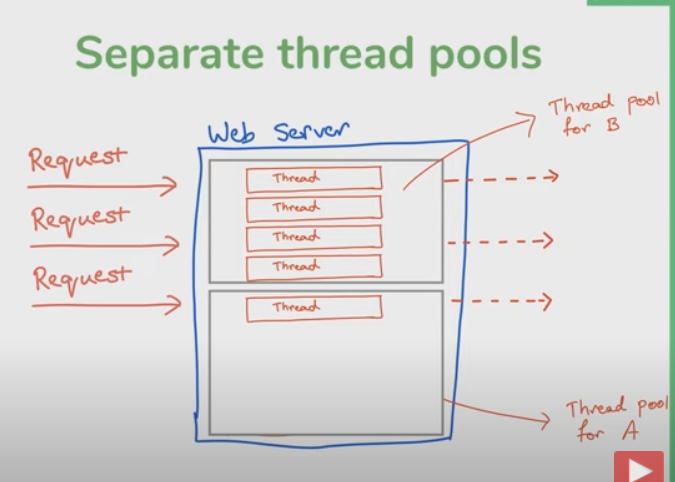 Separate thread pools
Web Server
Thread pool
for B
Request
Thread
Thread
Request
Thread
Thread
Request
Thread
Thread pool
for A